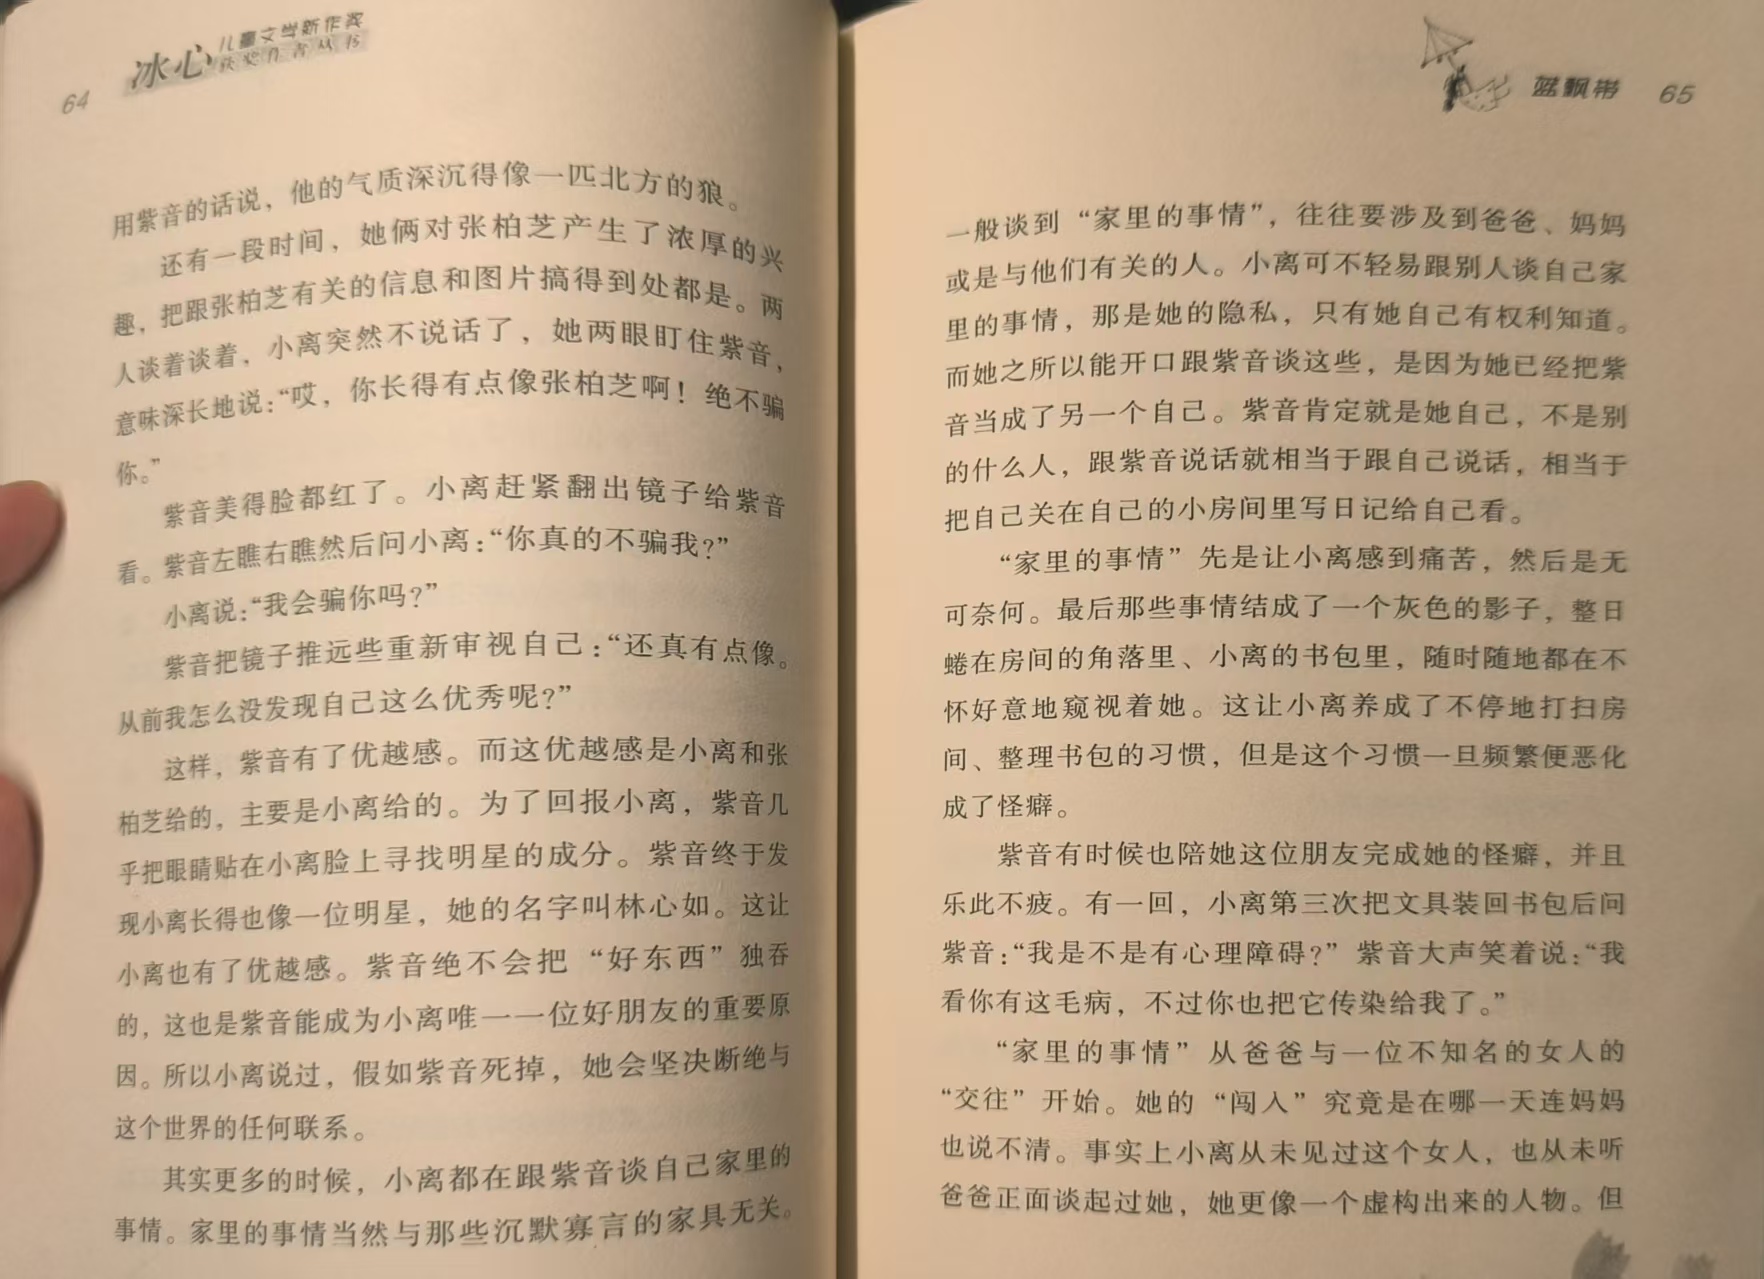 64
冰心
儿童文学新作奖
获奖作者丛书
用紫音的话说，他的气质深沉得像一匹北方的狼。
还有一段时间，她俩对张柏芝产生了浓厚的兴
趣，把跟张柏芝有关的信息和图片搞得到处都是。两
人谈着谈着，小离突然不说话了，她两眼盯住紫音，
意味深长地说：“哎，你长得有点像张柏芝啊！绝不骗
你。”
紫音美得脸都红了。小离赶紧翻出镜子给紫音
看。紫音左瞧右瞧然后问小离：“你真的不骗我？”
小离说：“我会骗你吗？”
紫音把镜子推远些重新审视自己：“还真有点像。
从前我怎么没发现自己这么优秀呢？”
这样，紫音有了优越感。而这优越感是小离和张
柏芝给的，主要是小离给的。为了回报小离，紫音几
乎把眼睛贴在小离脸上寻找明星的成分。紫音终于发
现小离长得也像一位明星，她的名字叫林心如。这让
小离也有了优越感。紫音绝不会把“好东西”独吞
的，这也是紫音能成为小离唯一一位好朋友的重要原
因。所以小离说过，假如紫音死掉，她会坚决断绝与
这个世界的任何联系。
其实更多的时候，小离都在跟紫音谈自己家里的
事情。家里的事情当然与那些沉默寡言的家具无关。
蓝飘带 65
一般谈到“家里的事情”，往往要涉及到爸爸、妈妈
或是与他们有关的人。小离可不轻易跟别人谈自己家
里的事情，那是她的隐私，只有她自己有权利知道。
而她之所以能开口跟紫音谈这些，是因为她已经把紫
音当成了另一个自己。紫音肯定就是她自己，不是别
的什么人，跟紫音说话就相当于跟自己说话，相当于
把自己关在自己的小房间里写日记给自己看。
“家里的事情”先是让小离感到痛苦，然后是无
可奈何。最后那些事情结成了一个灰色的影子，整日
蜷在房间的角落里、小离的书包里，随时随地都在不
怀好意地窥视着她。这让小离养成了不停地打扫房
间、整理书包的习惯，但是这个习惯一旦频繁便恶化
成了怪癖。
紫音有时候也陪她这位朋友完成她的怪癖，并且
乐此不疲。有一回，小离第三次把文具装回书包后问
紫音：“我是不是有心理障碍？”紫音大声笑着说：“我
看你有这毛病，不过你也把它传染给我了。”
“家里的事情”从爸爸与一位不知名的女人的
“交往”开始。她的“闯入”究竟是在哪一天连妈妈
也说不清。事实上小离从未见过这个女人，也从未听
爸爸正面谈起过她，她更像一个虚构出来的人物。但